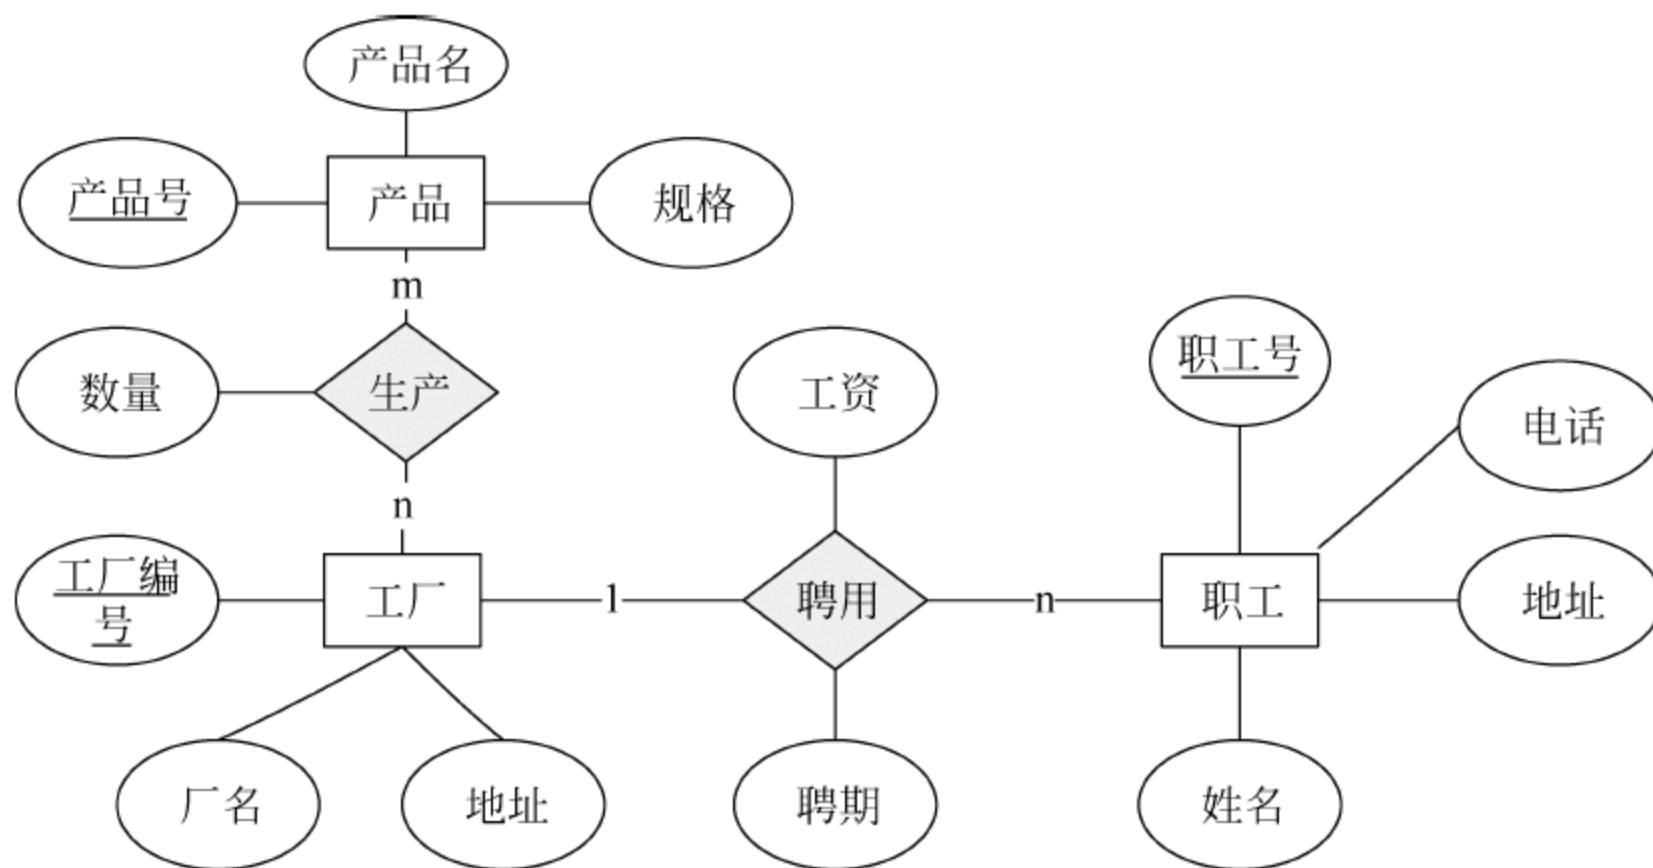 产品名
产品号
产品
规格
m
数量
生产
工资
职工号
电话
n
工厂编
号
工厂
1
聘用
n
职工
地址
厂名
地址
聘期
姓名